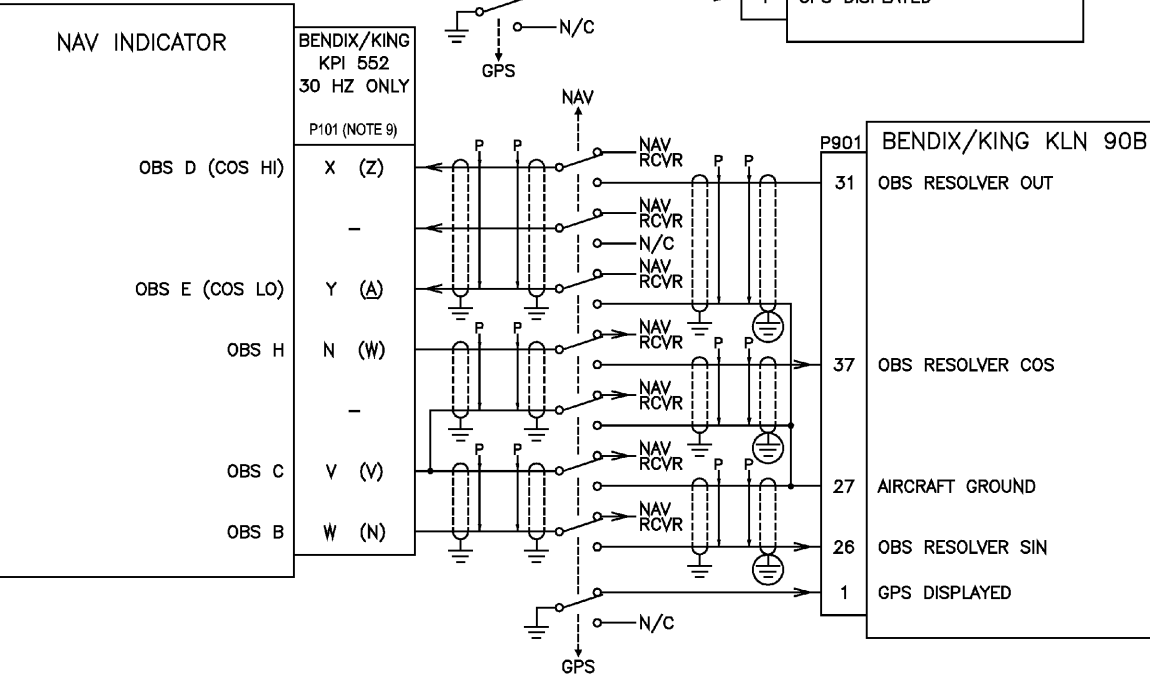 GPS DISPLAYED
N/C
GPS
NAV INDICATOR
BENDIX/KING
KPI 552
30 HZ ONLY
P101 (NOTE 9)
NAV
P901
BENDIX/KING KLN 90B
P P
NAV
RCVR
P P
OBS D (COS HI) X (Z)
31 OBS RESOLVER OUT
–
NAV
RCVR
N/C
OBS E (COS LO) Y (A)
NAV
RCVR
P P
NAV
RCVR
P P
OBS H N (W)
37 OBS RESOLVER COS
–
NAV
RCVR
P P
NAV
RCVR
P P
OBS C V (V)
27 AIRCRAFT GROUND
NAV
RCVR
OBS B W (N)
26 OBS RESOLVER SIN
1 GPS DISPLAYED
N/C
GPS